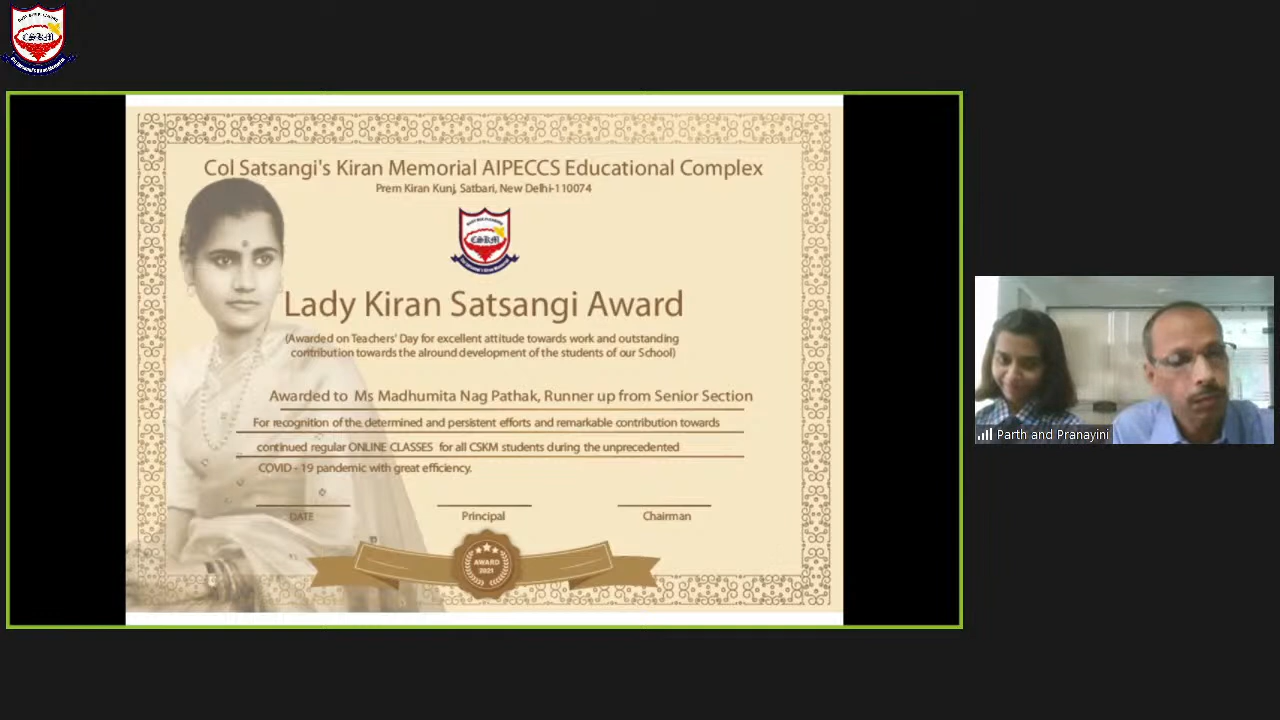 CSKM
Col Satsangi's Kiran Memorial AIPECCS Educational Complex
Prem Kiran Kunj, Satbari, New Delhi-110074
CSKM
Lady Kiran Satsangi Award
(Awarded on Teachers' Day for excellent attitude towards work and outstanding
contribution towards the alround development of the students of our School)
Awarded to Ms Madhumita Nag Pathak, Runner up from Senior Section
For recognition of the determined and persistent efforts and remarkable contribution towards
continued regular ONLINE CLASSES for all CSKM students during the unprecedented
COVID - 19 pandemic with great efficiency.
DATE Principal Chairman
AWARD
2021
Parth and Pranayini